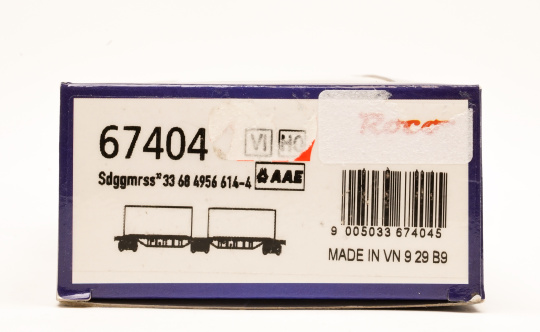 67404 VI HO
Roco
Sdggmrss" 33 68 4956 614-4 AAE
9 005033 674045
MADE IN VN 9 29 B9